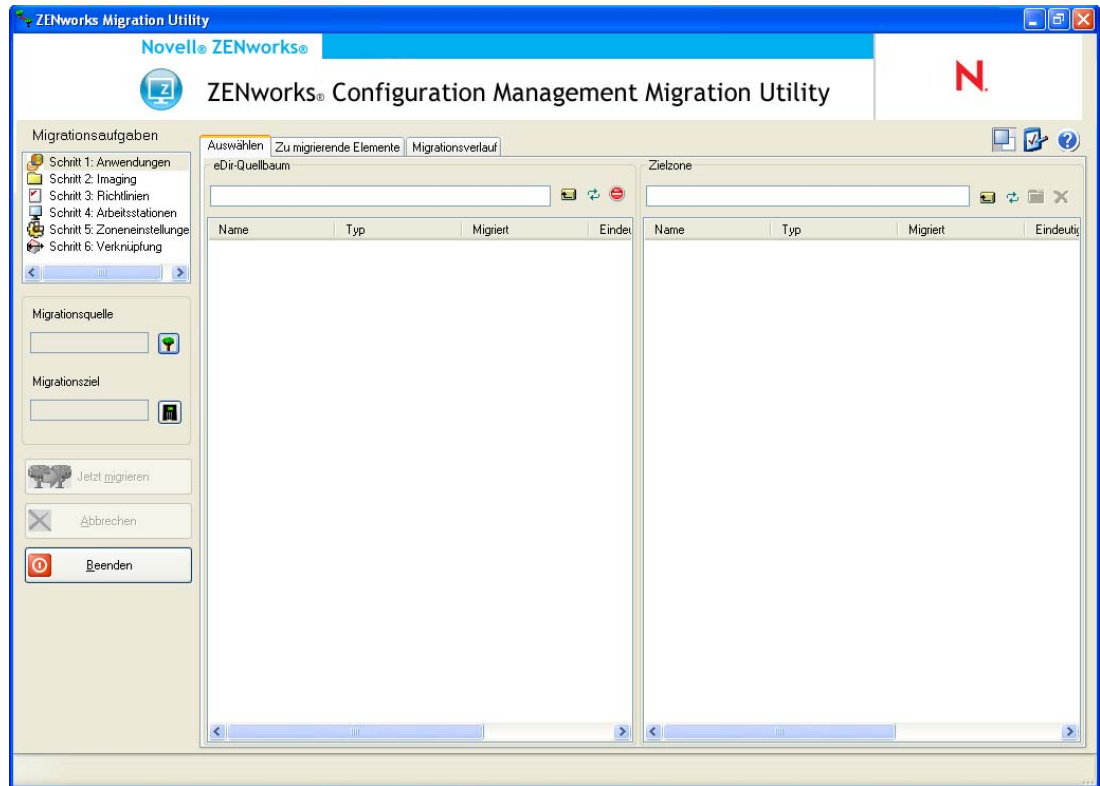 ZENworks Migration Utility
Novell® ZENworks®
ZENworks® Configuration Management Migration Utility
N.
Migrationsaufgaben
Schritt 1: Anwendungen
Schritt 2: Imaging
Schritt 3: Richtlinien
Schritt 4: Arbeitsstationen
Schritt 5: Zoneneinstellunge
Schritt 6: Verknüpfung
Migrationsquelle
Migrationsziel
Jetzt migrieren
Abbrechen
Beenden
Auswählen Zu migrierende Elemente Migrationsverlauf
eDir-Quellbaum
Name Typ Migriert Eindeu
Zielzone
Name Typ Migriert Eindeutig